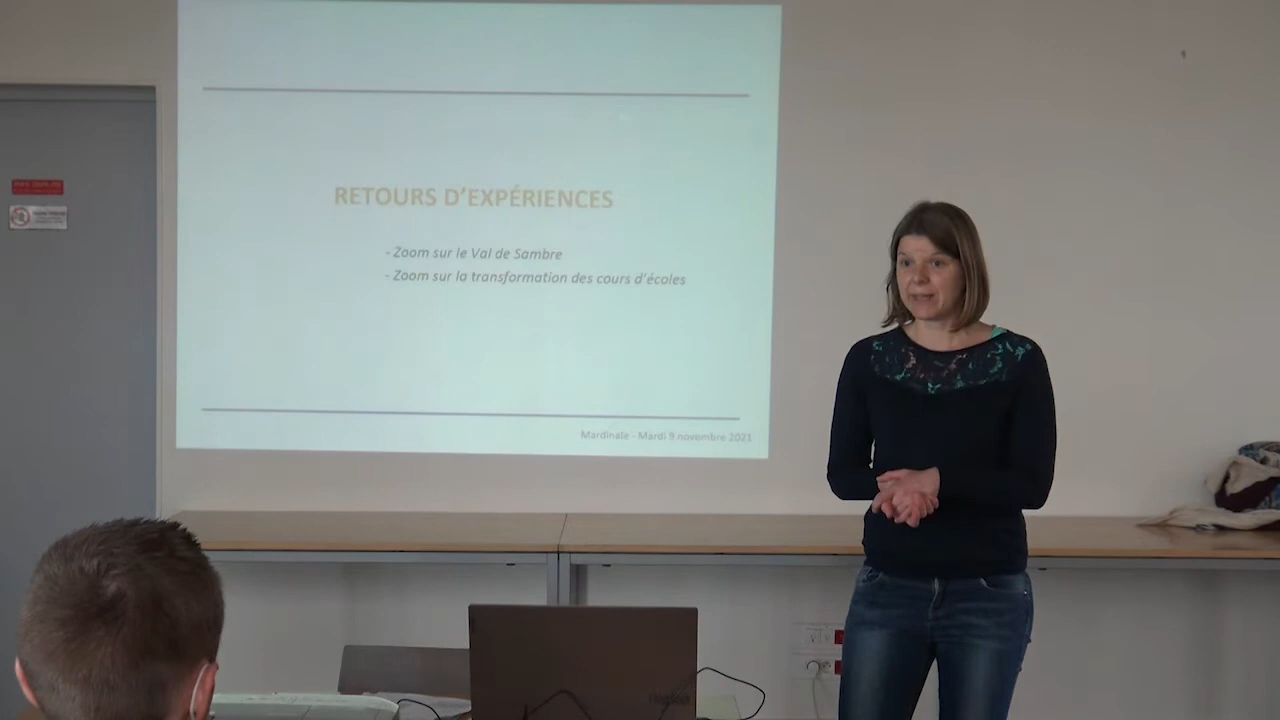 RETOURS D'EXPÉRIENCES
- Zoom sur le Val de Sambre
- Zoom sur la transformation des cours d'écoles
Mardinale - Mardi 9 novembre 2021